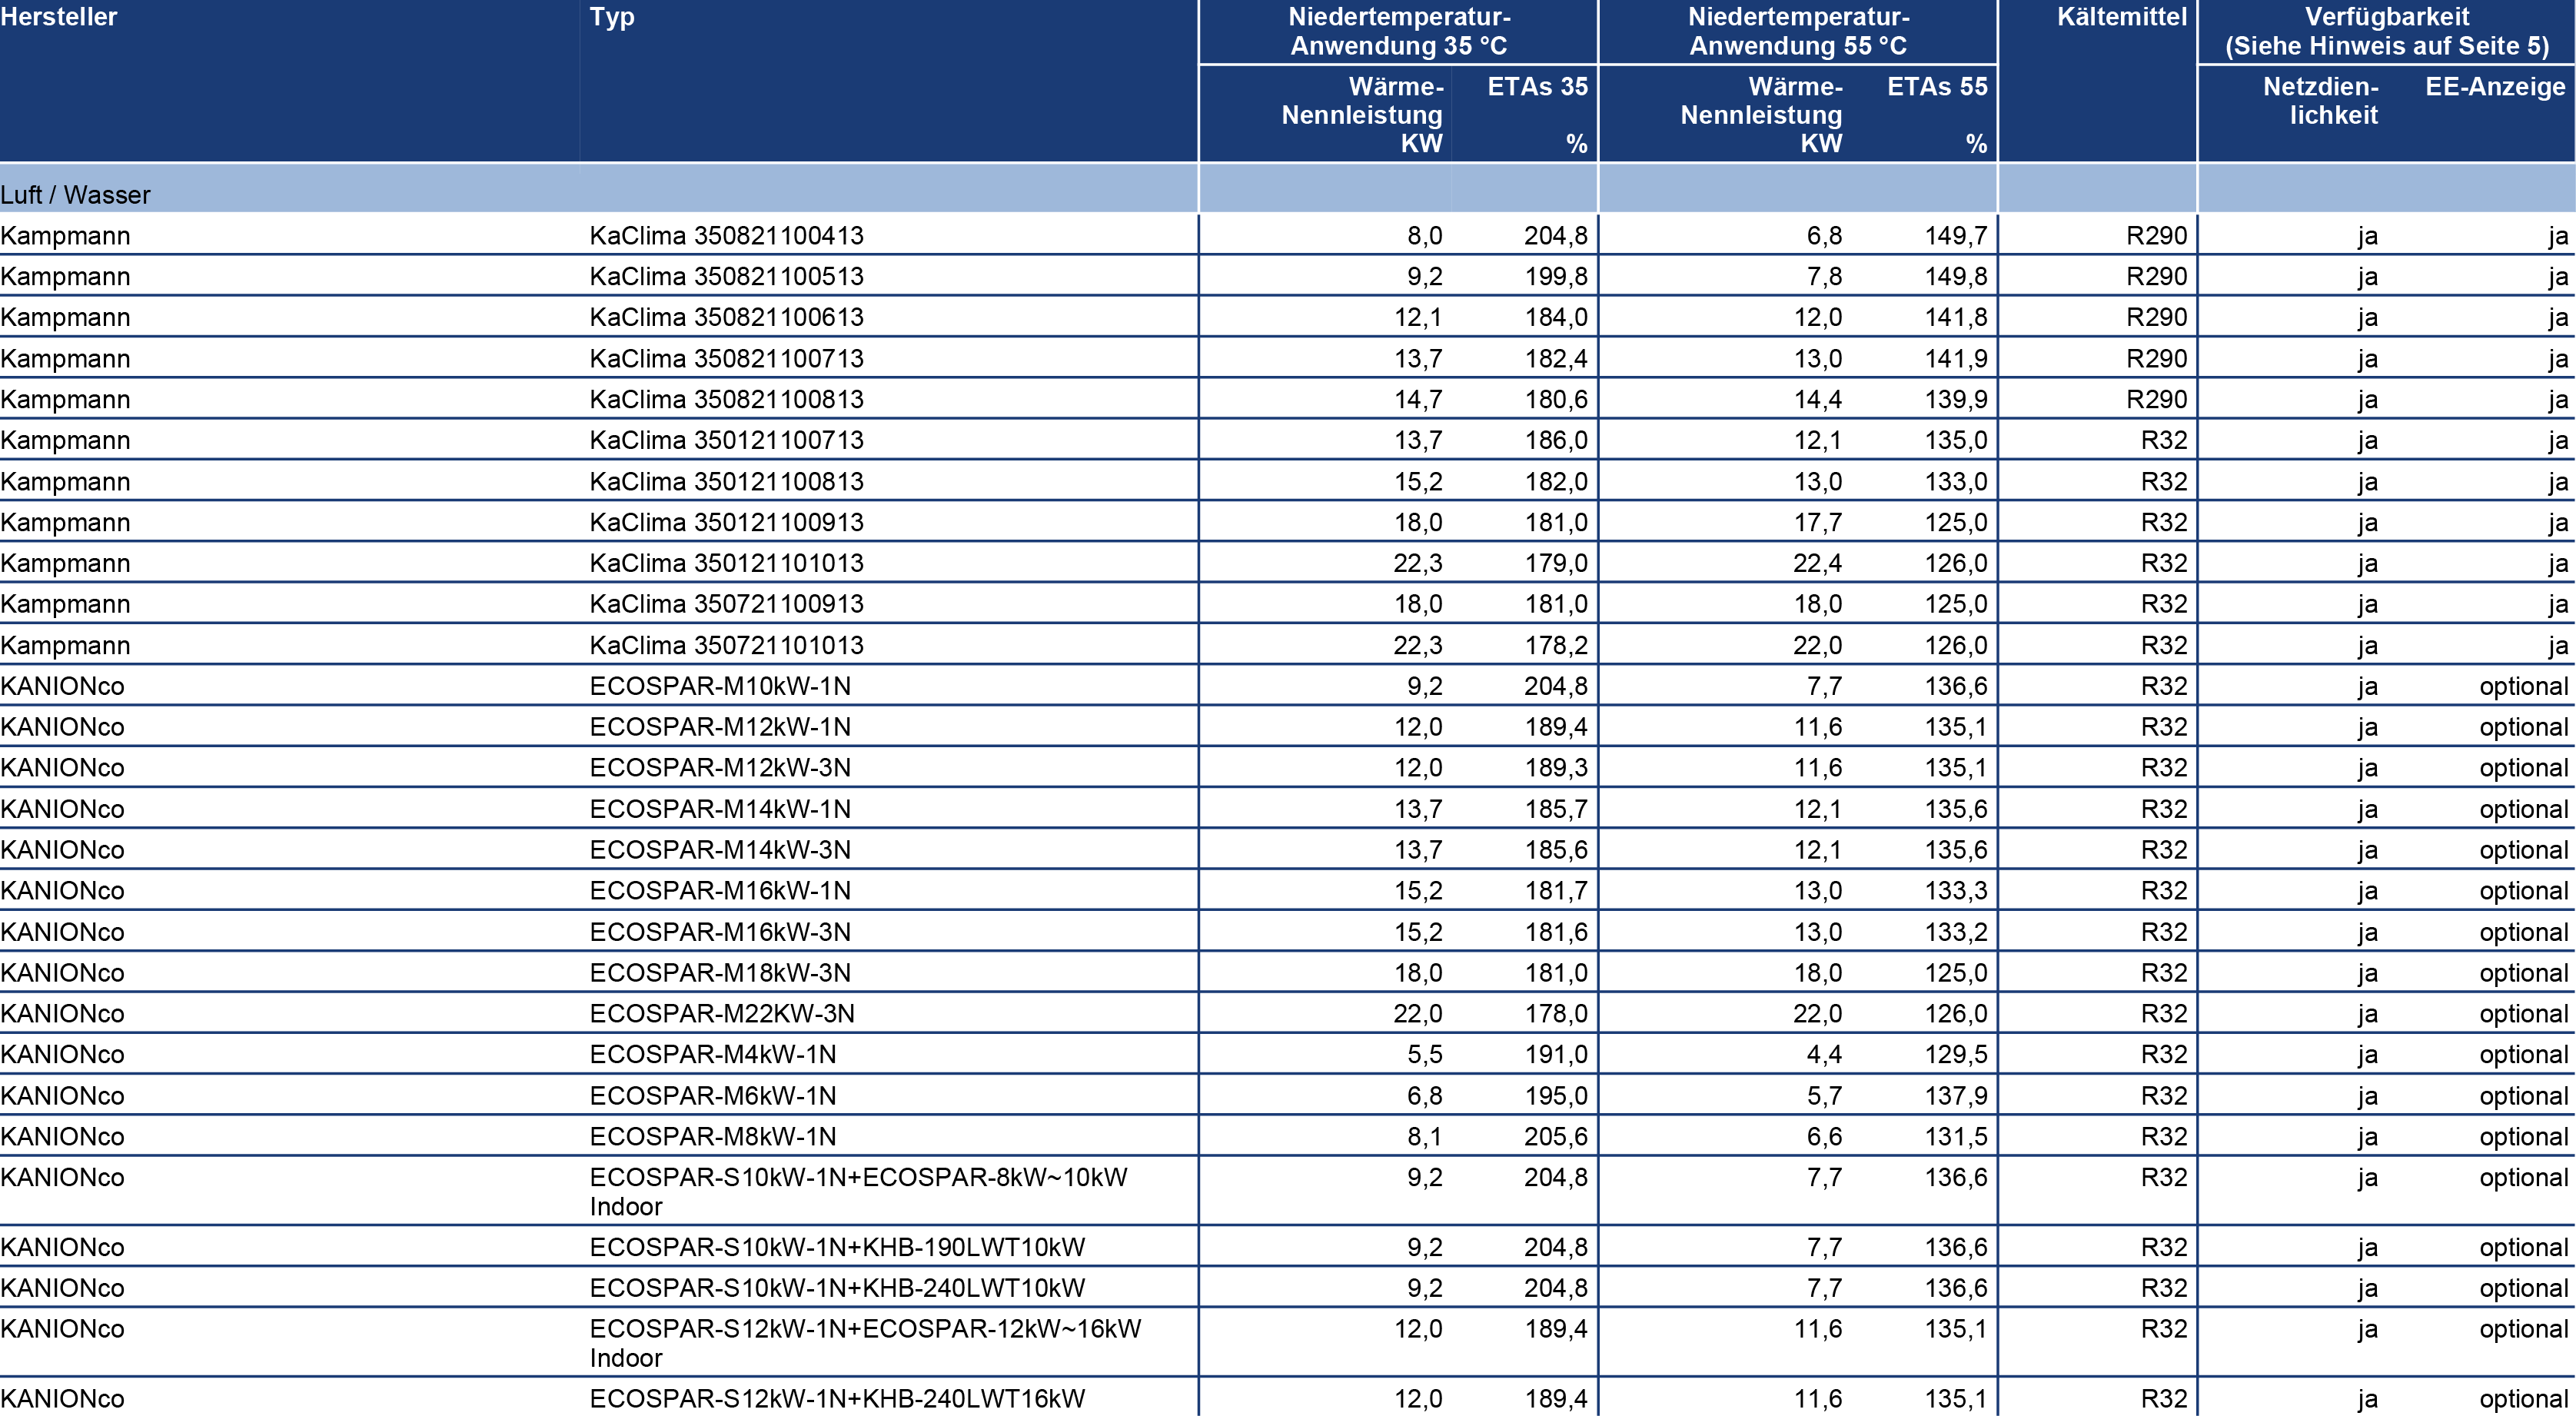 Hersteller Typ Niedertemperatur- Niedertemperatur- Kältemittel Verfügbarkeit
Anwendung 35 °C Anwendung 55 °C (Siehe Hinweis auf Seite 5)
Wärme- ETAs 35 Wärme- ETAs 55 Netzdien- EE-Anzeige
Nennleistung Nennleistung lichkeit
KW % KW %
Luft / Wasser
Kampmann KaClima 350821100413 8,0 204,8 6,8 149,7 R290 ja ja
Kampmann KaClima 350821100513 9,2 199,8 7,8 149,8 R290 ja ja
Kampmann KaClima 350821100613 12,1 184,0 12,0 141,8 R290 ja ja
Kampmann KaClima 350821100713 13,7 182,4 13,0 141,9 R290 ja ja
Kampmann KaClima 350821100813 14,7 180,6 14,4 139,9 R290 ja ja
Kampmann KaClima 350121100713 13,7 186,0 12,1 135,0 R32 ja ja
Kampmann KaClima 350121100813 15,2 182,0 13,0 133,0 R32 ja ja
Kampmann KaClima 350121100913 18,0 181,0 17,7 125,0 R32 ja ja
Kampmann KaClima 350121101013 22,3 179,0 22,4 126,0 R32 ja ja
Kampmann KaClima 350721100913 18,0 181,0 18,0 125,0 R32 ja ja
Kampmann KaClima 350721101013 22,3 178,2 22,0 126,0 R32 ja ja
KANIONco ECOSPAR-M10kW-1N 9,2 204,8 7,7 136,6 R32 ja optional
KANIONco ECOSPAR-M12kW-1N 12,0 189,4 11,6 135,1 R32 ja optional
KANIONco ECOSPAR-M12kW-3N 12,0 189,3 11,6 135,1 R32 ja optional
KANIONco ECOSPAR-M14kW-1N 13,7 185,7 12,1 135,6 R32 ja optional
KANIONco ECOSPAR-M14kW-3N 13,7 185,6 12,1 135,6 R32 ja optional
KANIONco ECOSPAR-M16kW-1N 15,2 181,7 13,0 133,3 R32 ja optional
KANIONco ECOSPAR-M16kW-3N 15,2 181,6 13,0 133,2 R32 ja optional
KANIONco ECOSPAR-M18kW-3N 18,0 181,0 18,0 125,0 R32 ja optional
KANIONco ECOSPAR-M22KW-3N 22,0 178,0 22,0 126,0 R32 ja optional
KANIONco ECOSPAR-M4kW-1N 5,5 191,0 4,4 129,5 R32 ja optional
KANIONco ECOSPAR-M6kW-1N 6,8 195,0 5,7 137,9 R32 ja optional
KANIONco ECOSPAR-M8kW-1N 8,1 205,6 6,6 131,5 R32 ja optional
KANIONco ECOSPAR-S10kW-1N+ECOSPAR-8kW~10kW 9,2 204,8 7,7 136,6 R32 ja optional
Indoor
KANIONco ECOSPAR-S10kW-1N+KHB-190LWT10kW 9,2 204,8 7,7 136,6 R32 ja optional
KANIONco ECOSPAR-S10kW-1N+KHB-240LWT10kW 9,2 204,8 7,7 136,6 R32 ja optional
KANIONco ECOSPAR-S12kW-1N+ECOSPAR-12kW~16kW 12,0 189,4 11,6 135,1 R32 ja optional
Indoor
KANIONco ECOSPAR-S12kW-1N+KHB-240LWT16kW 12,0 189,4 11,6 135,1 R32 ja optional